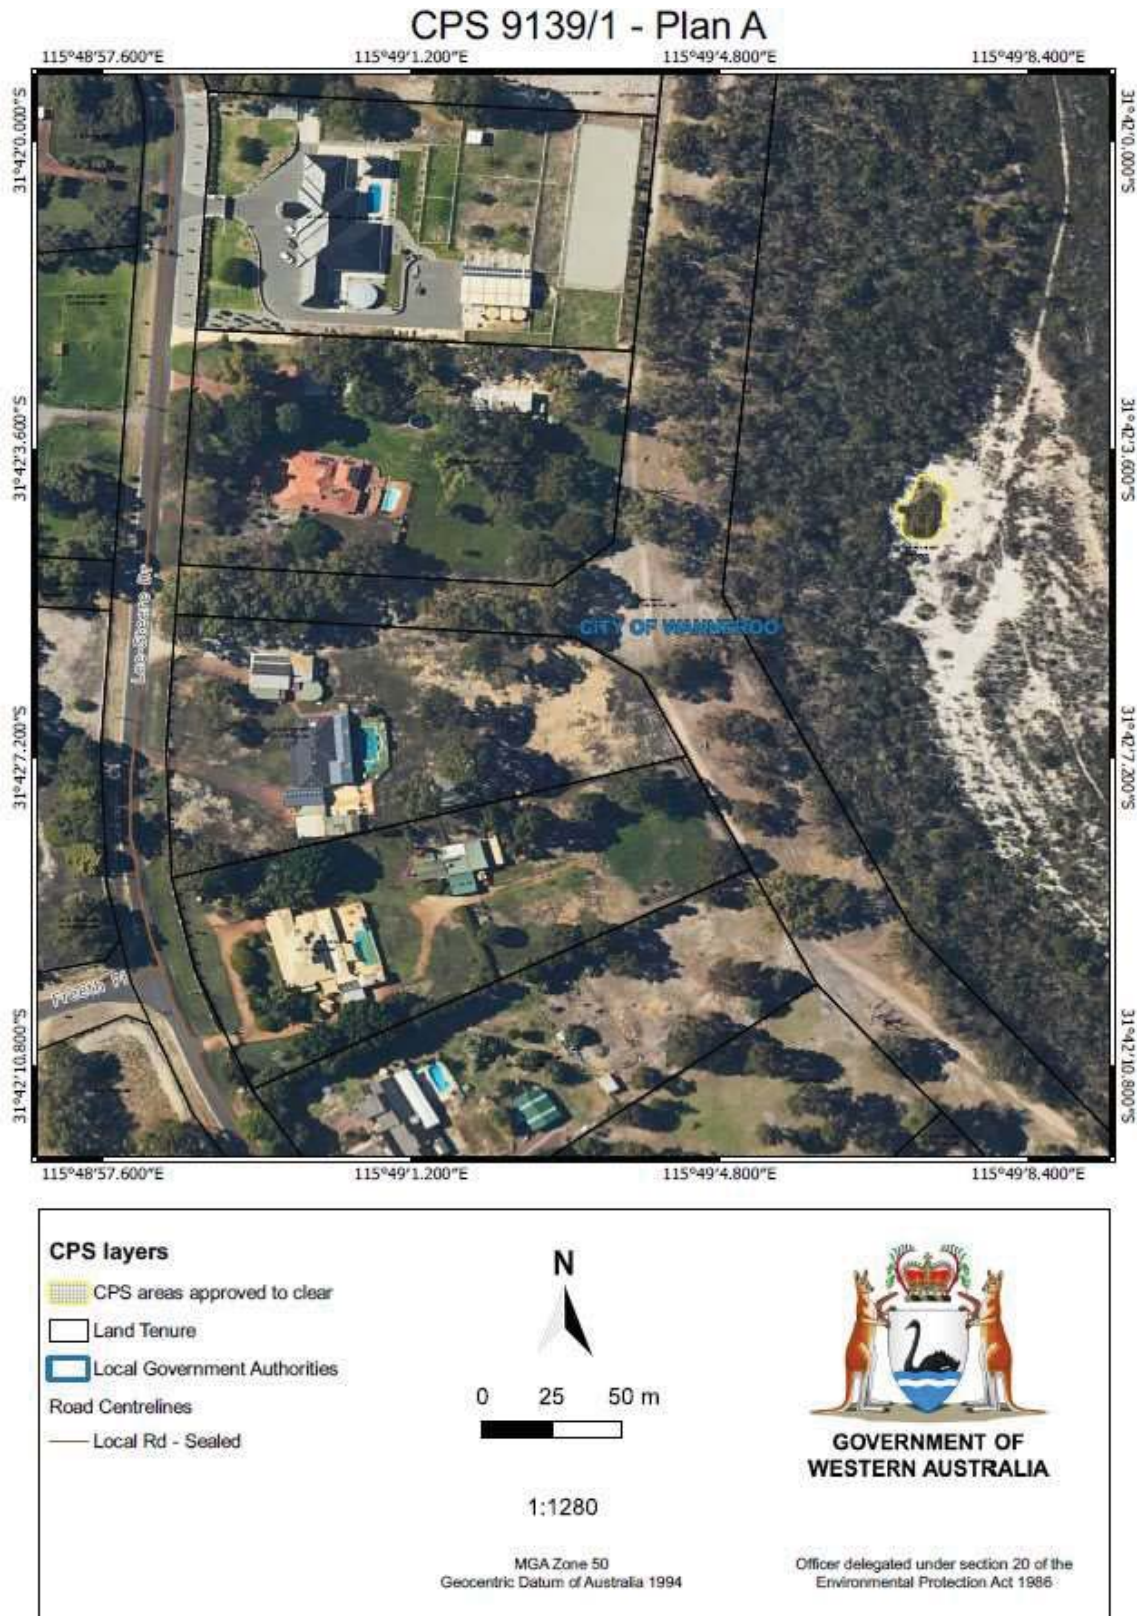 CPS 9139/1 - Plan A
115°48'57.600"E 115°49'1.200"E 115°49'4.800"E 115°49'8.400"E
31°42'0.000"S 31°42'0.000"S
31°42'3.600"S 31°42'3.600"S
Lee-Steere Dr
CITY OF WANNEROO
31°42'7.200"S 31°42'7.200"S
Freeth Pl
31°42'10.800"S 31°42'10.800"S
115°48'57.600"E 115°49'1.200"E 115°49'4.800"E 115°49'8.400"E
CPS layers
CPS areas approved to clear
Land Tenure
Local Government Authorities
Road Centrelines
Local Rd - Sealed
N
0 25 50 m
1:1280
MGA Zone 50
Geocentric Datum of Australia 1994
GOVERNMENT OF
WESTERN AUSTRALIA
Officer delegated under section 20 of the
Environmental Protection Act 1986